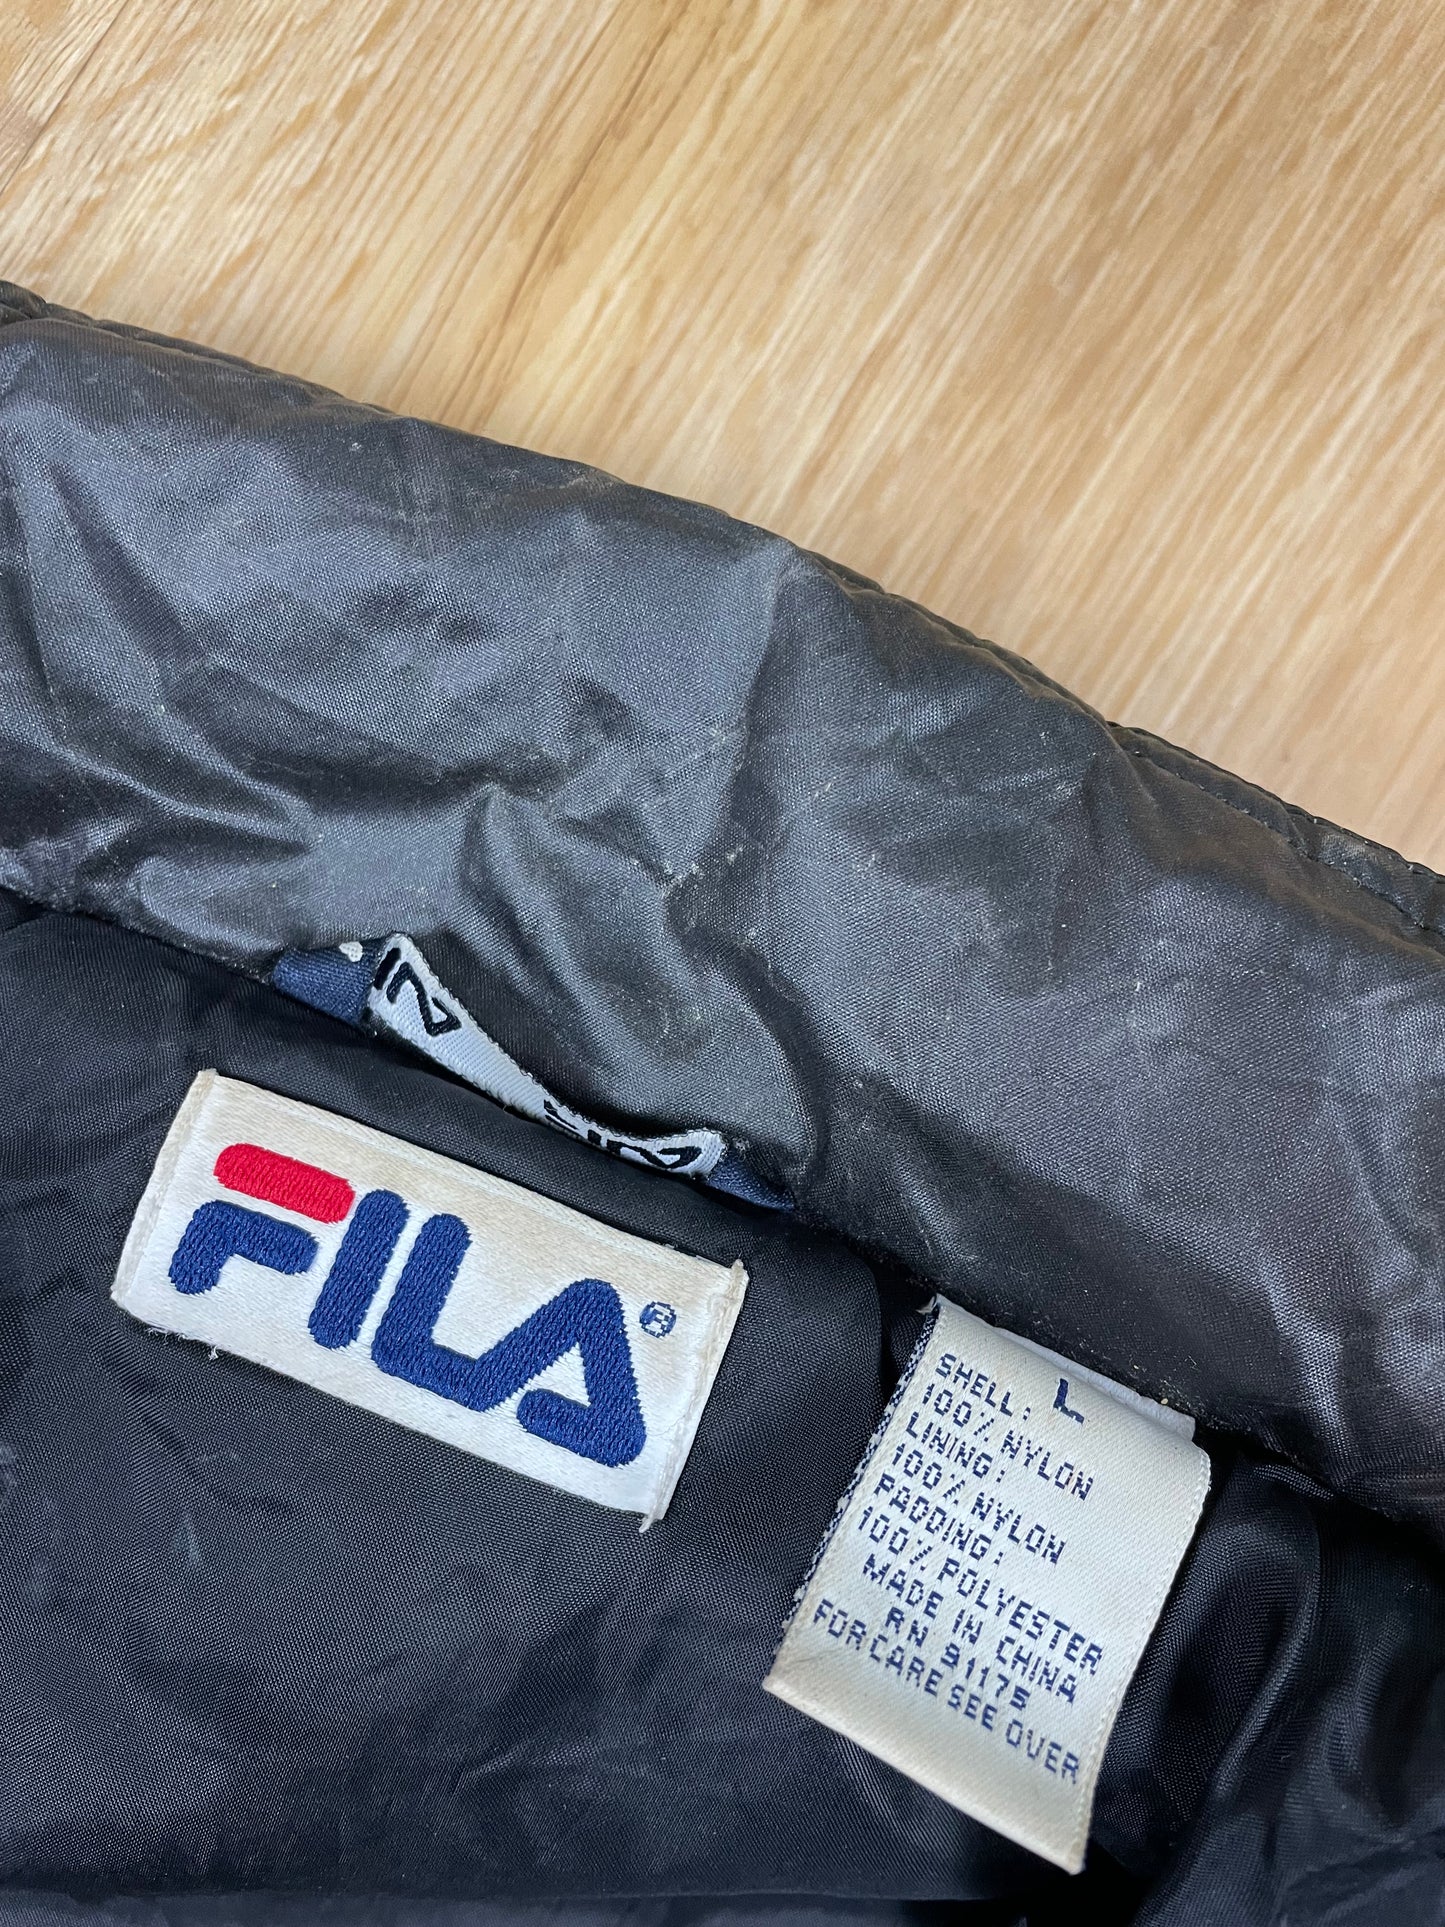 FILA®
L
SHELL:
100% NYLON
LINING:
100% NYLON
PADDING:
100% POLYESTER
MADE IN CHINA
RN 91175
FOR CARE SEE OVER